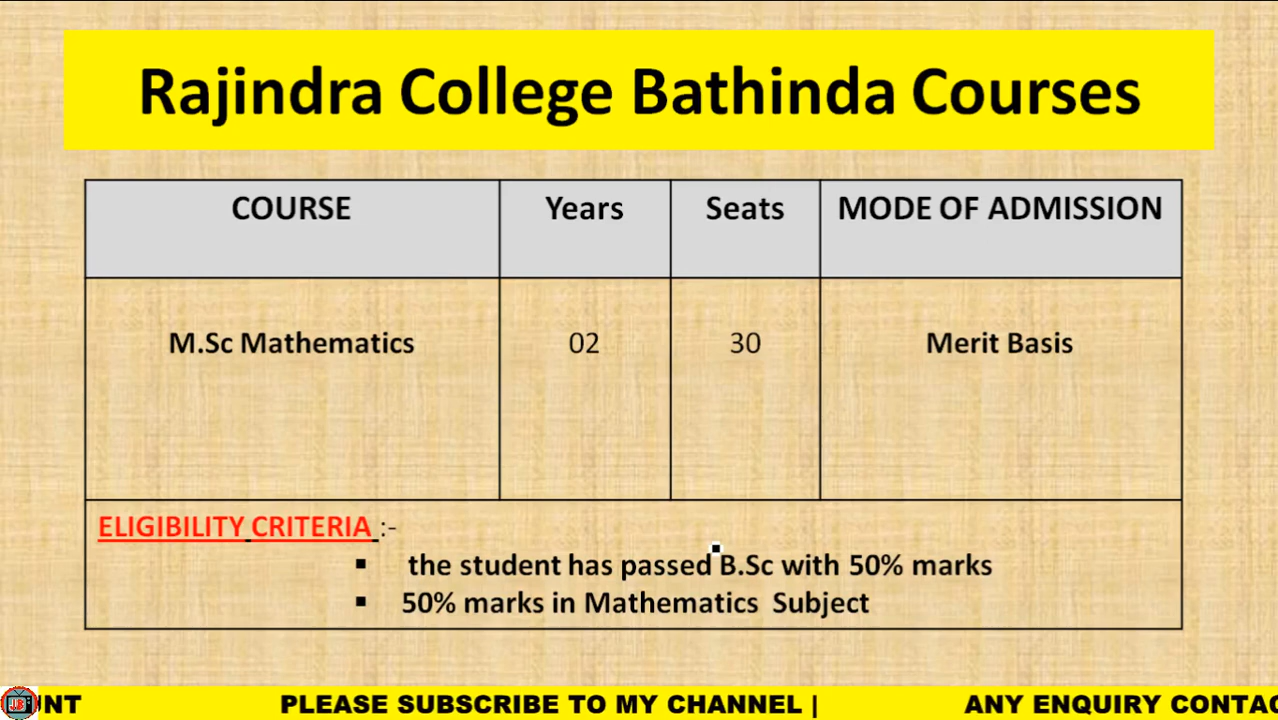 Rajindra College Bathinda Courses
COURSE Years Seats MODE OF ADMISSION
M.Sc Mathematics 02 30 Merit Basis
ELIGIBILITY CRITERIA :-
▪ the student has passed B.Sc with 50% marks
▪ 50% marks in Mathematics Subject
UNT PLEASE SUBSCRIBE TO MY CHANNEL | ANY ENQUIRY CONTAC